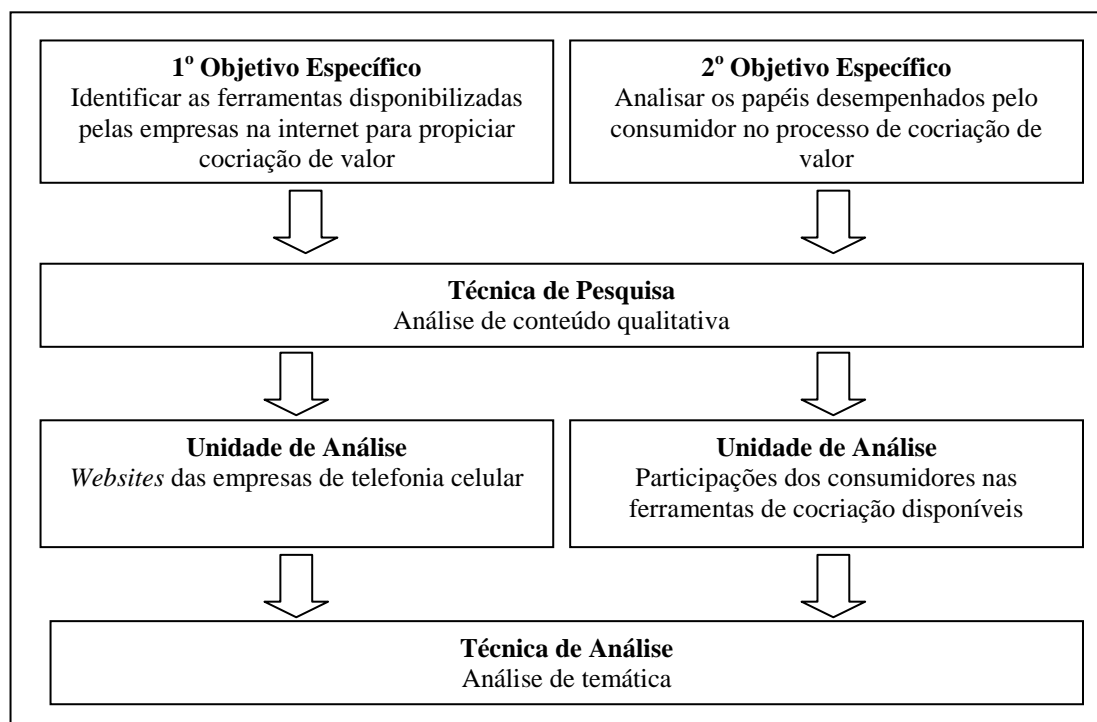 1º Objetivo Específico
Identificar as ferramentas disponibilizadas
pelas empresas na internet para propiciar
cocriação de valor
2º Objetivo Específico
Analisar os papéis desempenhados pelo
consumidor no processo de cocriação de
valor
Técnica de Pesquisa
Análise de conteúdo qualitativa
Unidade de Análise
Websites das empresas de telefonia celular
Unidade de Análise
Participações dos consumidores nas
ferramentas de cocriação disponíveis
Técnica de Análise
Análise de temática